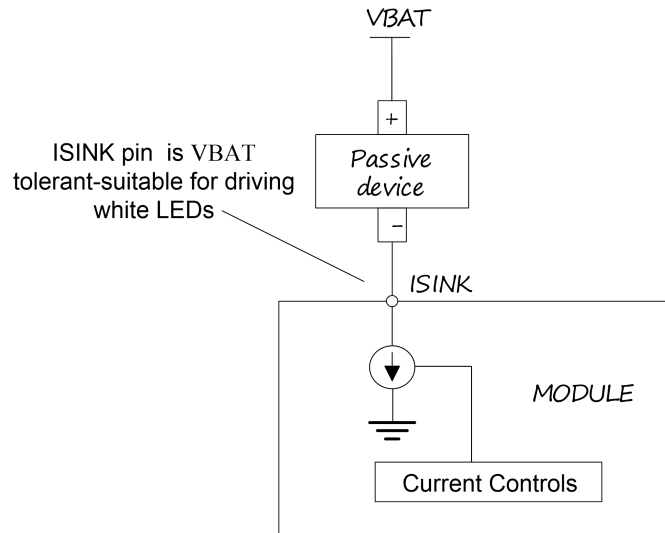 VBAT
+
Passive
device
-
ISINK pin is VBAT
tolerant-suitable for driving
white LEDs
ISINK
MODULE
Current Controls